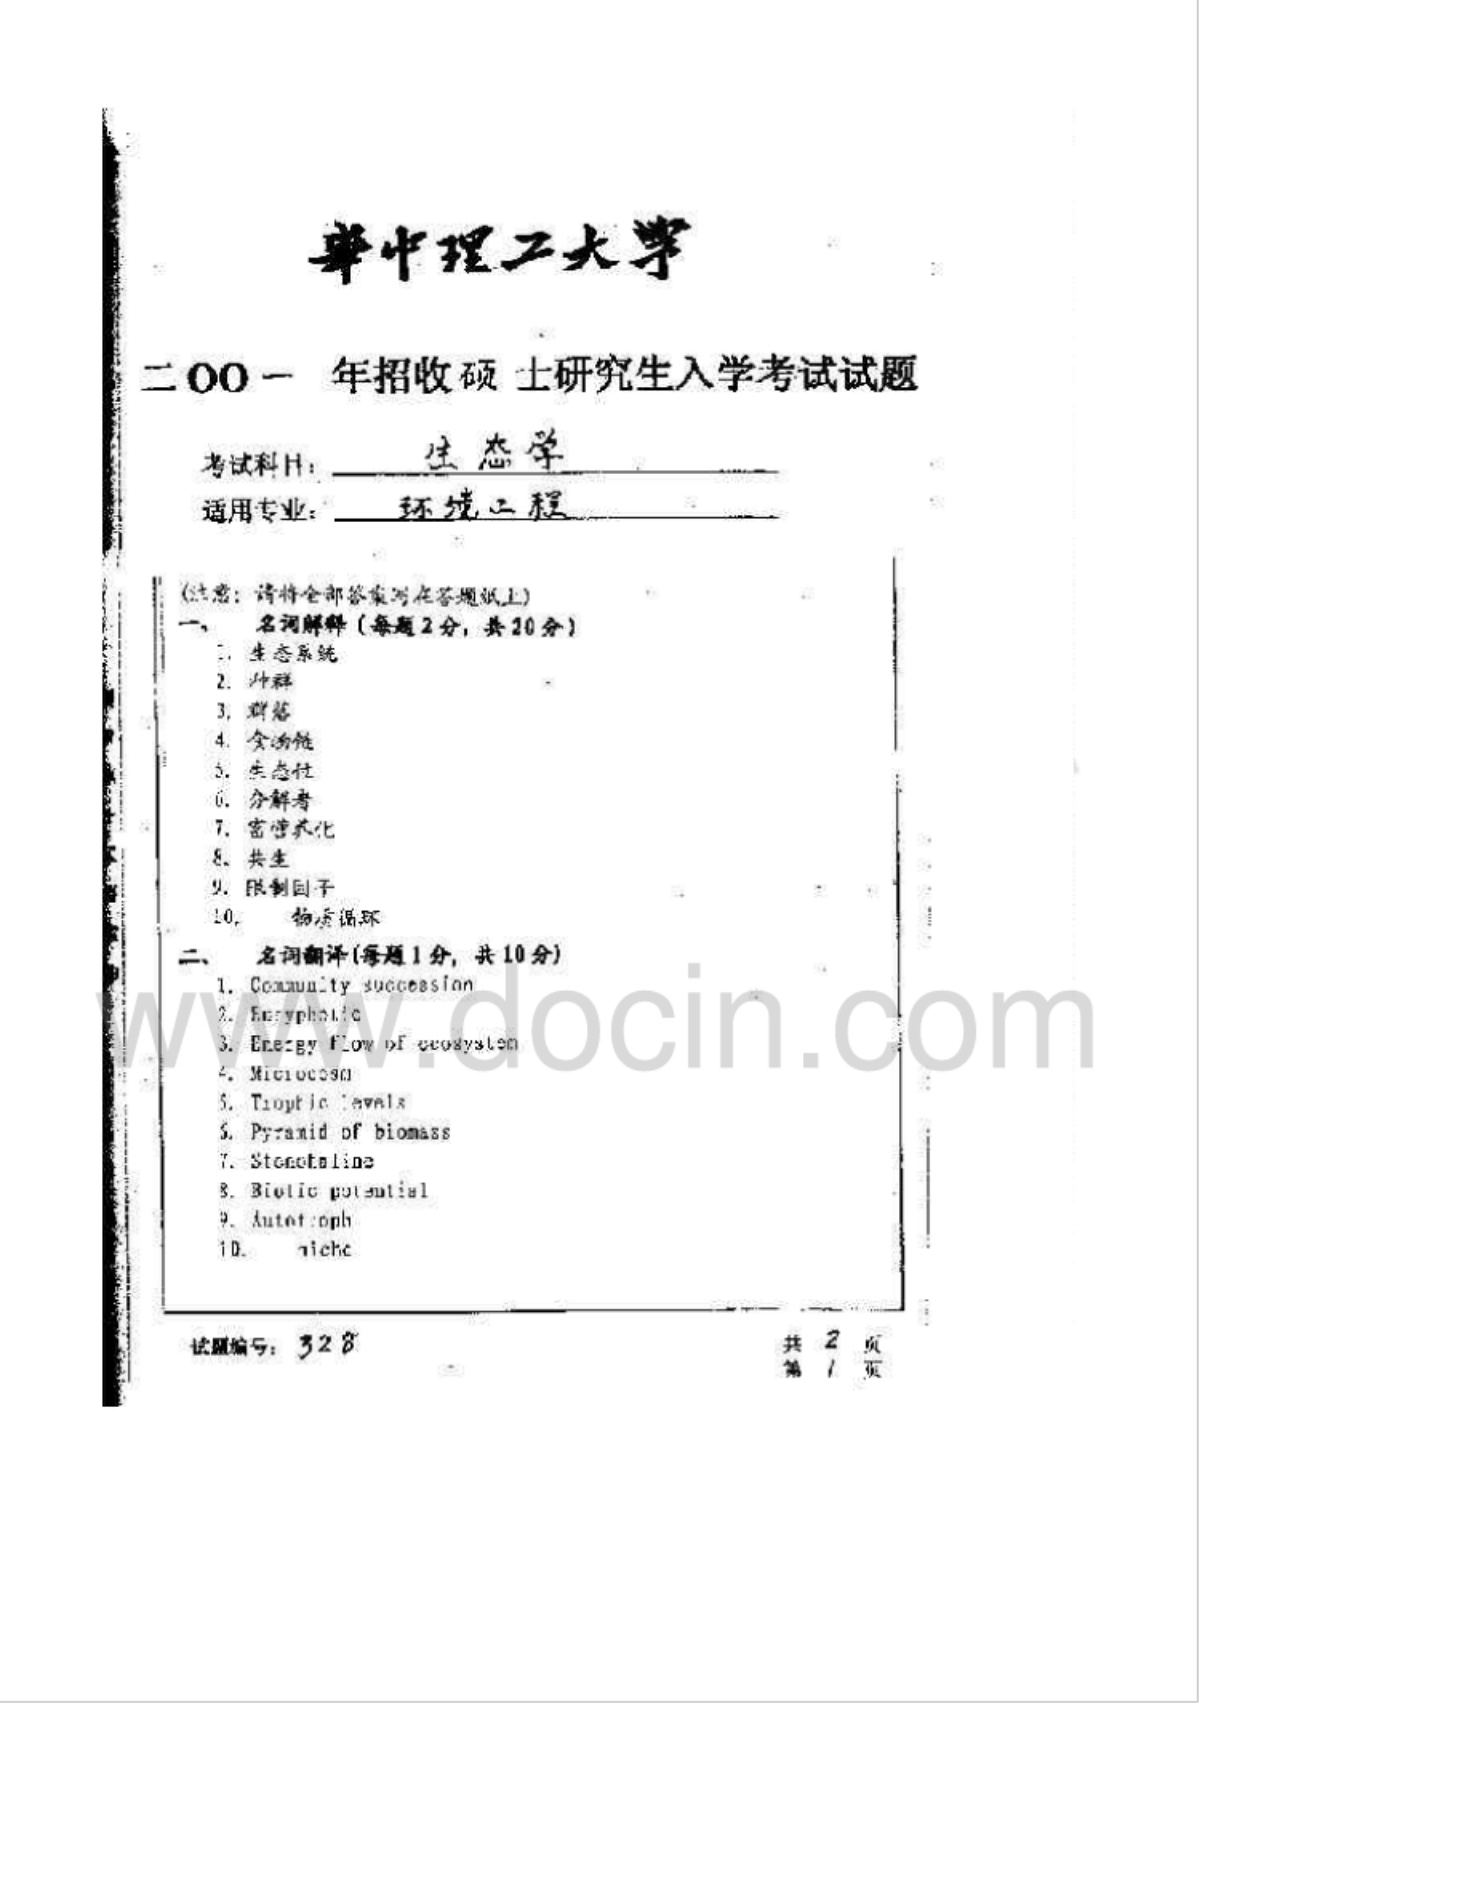 華中理工大学
二00一 年招收硕士研究生入学考试试题
考试科目: 生态学
适用专业: 环境工程
(注意: 请将全部答案写在答题纸上)
一、 名词解释(每题2分, 共20分)
1. 生态系统
2. 种群
3. 群落
4. 食物链
5. 生态位
6. 分解者
7. 富营养化
8. 共生
9. 限制因子
10. 物质循环
二、 名词翻译(每题1分, 共10分)
1. Community succession
2. Euryphotic
3. Energy flow of ecosystem
4. Microcosm
5. Trophic levels
6. Pyramid of biomass
7. Stenohaline
8. Biotic potential
9. Autotroph
10. niche
www.docin.com
试题编号: 328
共 2 页
第 1 页